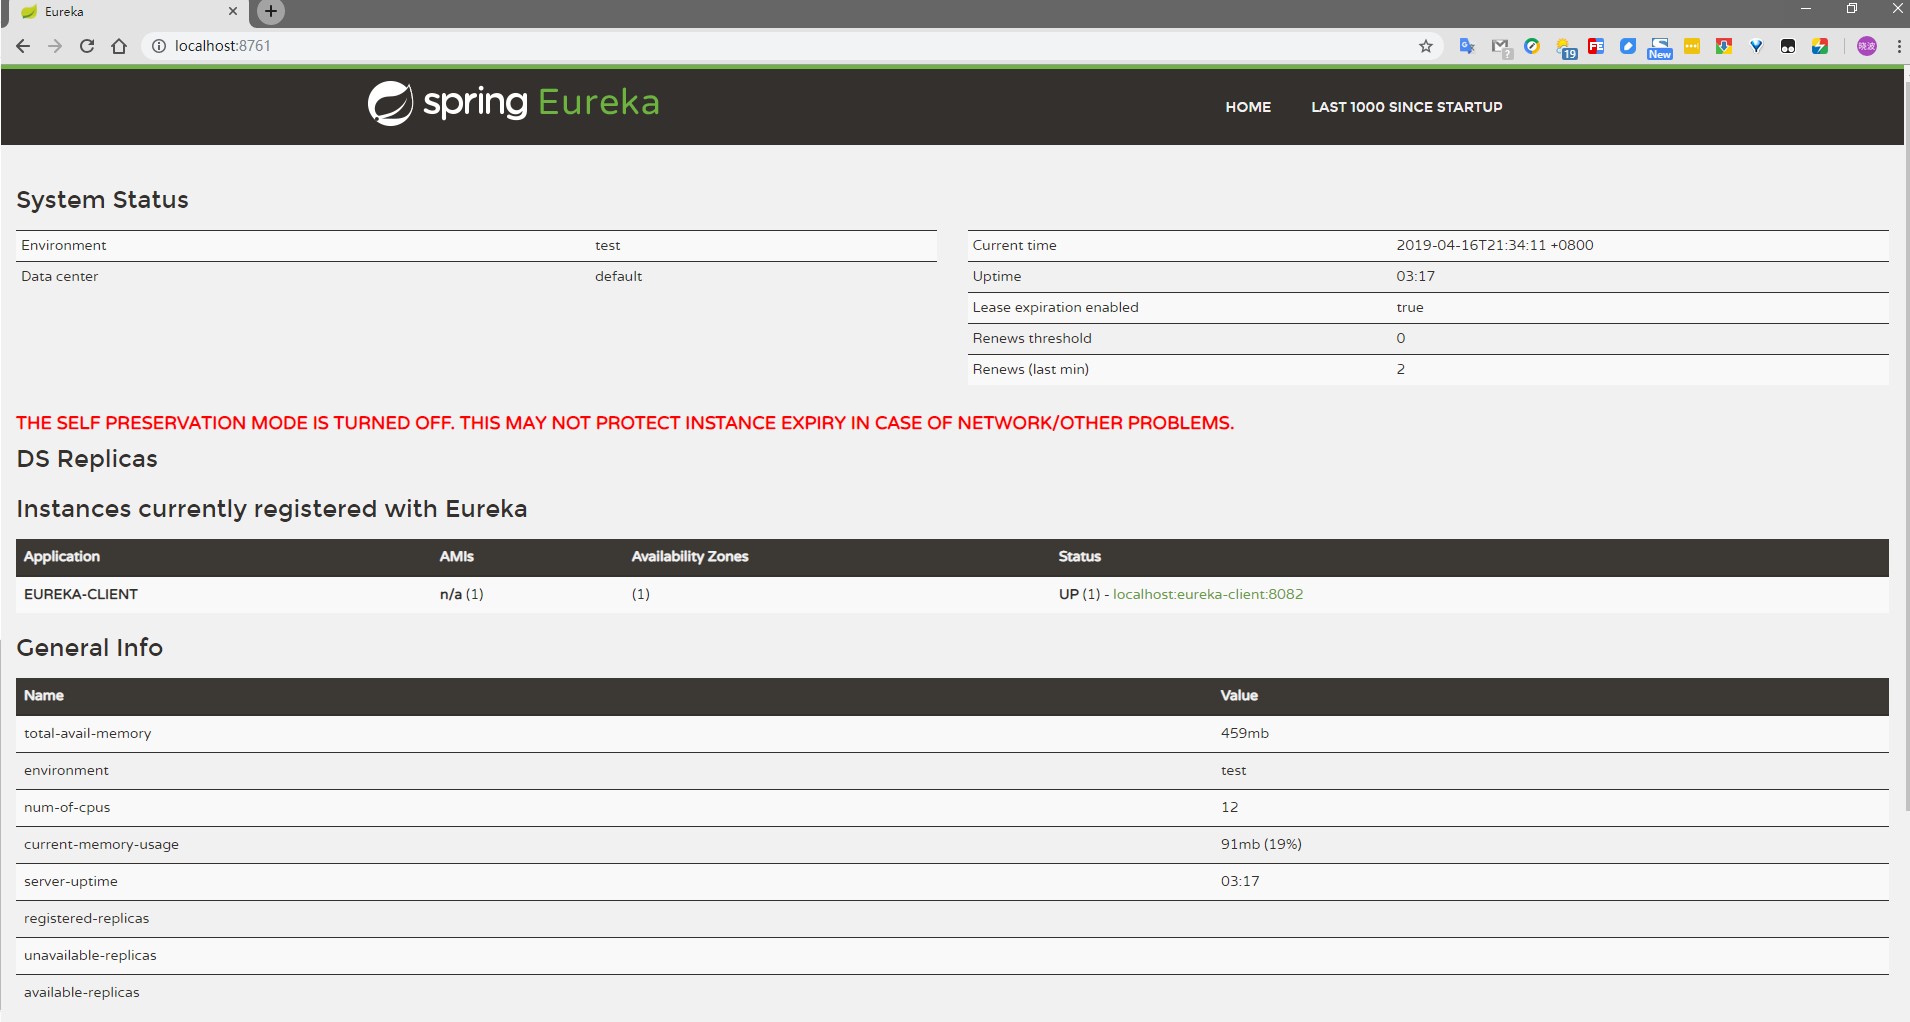 Eureka
localhost:8761
19
FE
New
晓波
spring Eureka
HOME LAST 1000 SINCE STARTUP
System Status
Environment test
Data center default
Current time 2019-04-16T21:34:11 +0800
Uptime 03:17
Lease expiration enabled true
Renews threshold 0
Renews (last min) 2
THE SELF PRESERVATION MODE IS TURNED OFF. THIS MAY NOT PROTECT INSTANCE EXPIRY IN CASE OF NETWORK/OTHER PROBLEMS.
DS Replicas
Instances currently registered with Eureka
Application AMIs Availability Zones Status
EUREKA-CLIENT n/a (1) (1) UP (1) - localhost:eureka-client:8082
General Info
Name Value
total-avail-memory 459mb
environment test
num-of-cpus 12
current-memory-usage 91mb (19%)
server-uptime 03:17
registered-replicas
unavailable-replicas
available-replicas